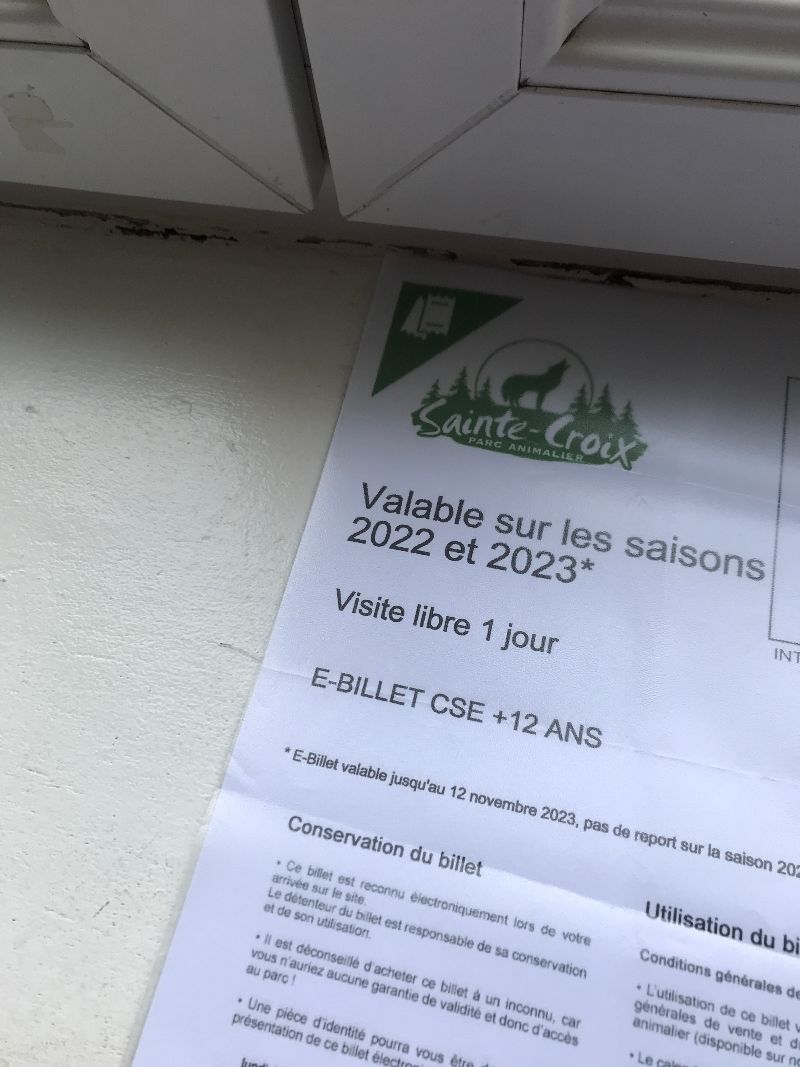 Sainte-Croix
PARC ANIMALIER
Valable sur les saisons
2022 et 2023*
Visite libre 1 jour
E-BILLET CSE +12 ANS
* E-Billet valable jusqu'au 12 novembre 2023, pas de report sur la saison 202
Conservation du billet
• Ce billet est reconnu électroniquement lors de votre
arrivée sur le site.
Le détenteur du billet est responsable de sa conservation
et de son utilisation.
• Il est déconseillé d'acheter ce billet à un inconnu, car
vous n'auriez aucune garantie de validité et donc d'accès
au parc !
• Une pièce d'identité pourra vous être
présentation de ce billet
INT
Utilisation du bi
Conditions générales de
• L'utilisation de ce billet
générales de vente et
animalier (disponible sur
• Le